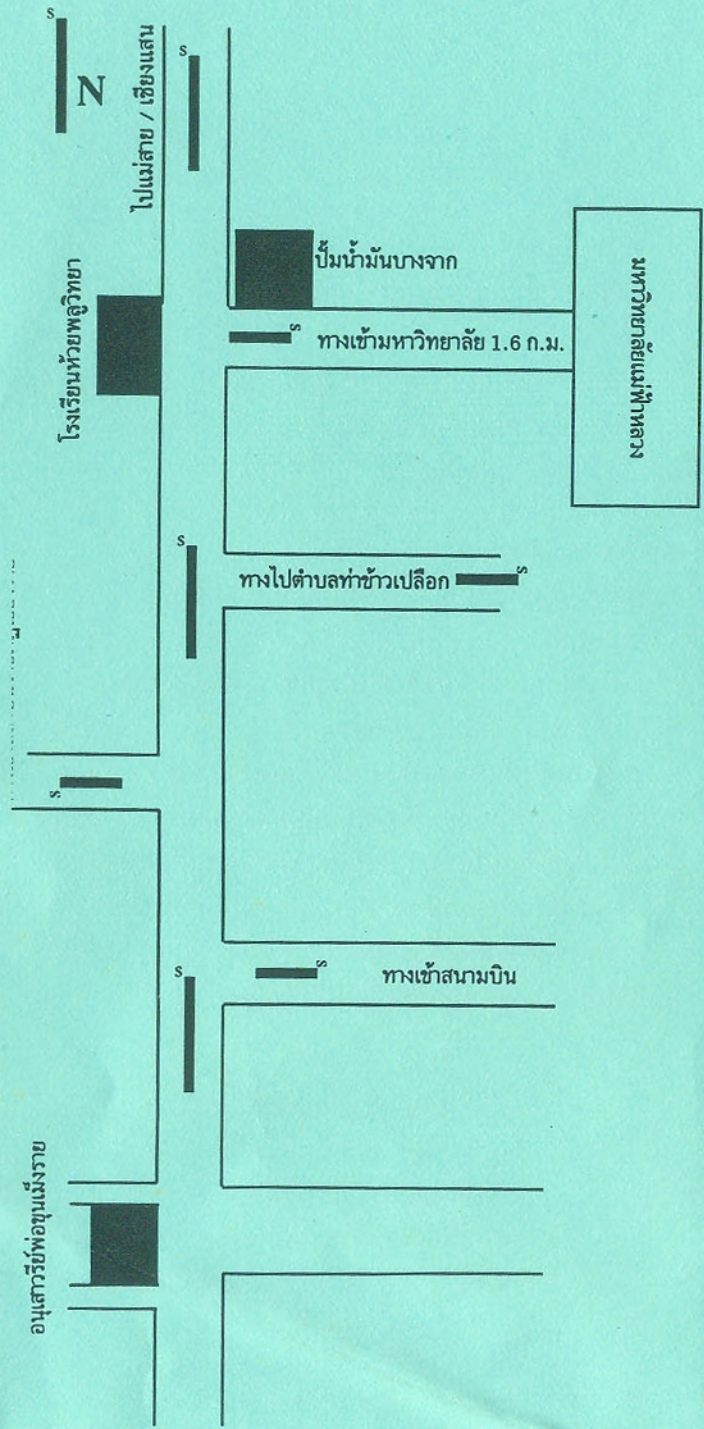 s
N
ไปแม่สาย / เชียงแสน
s
โรงเรียนห้วยพลูวิทยา
ปั๊มน้ำมันบางจาก
s
ทางเข้ามหาวิทยาลัย 1.6 ก.ม.
มหาวิทยาลัยแม่ฟ้าหลวง
s
ทางไปตำบลท่าข้าวเปลือก
s
s
s
ทางเข้าสนามบิน
s
อนุเสาวรีย์พ่อขุนเม็งราย